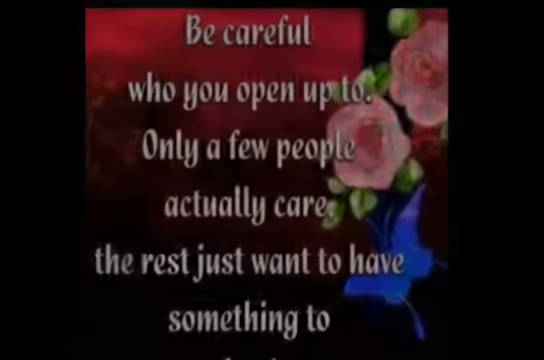 Be careful
who you open up to.
Only a few people
actually care,
the rest just want to have
something to